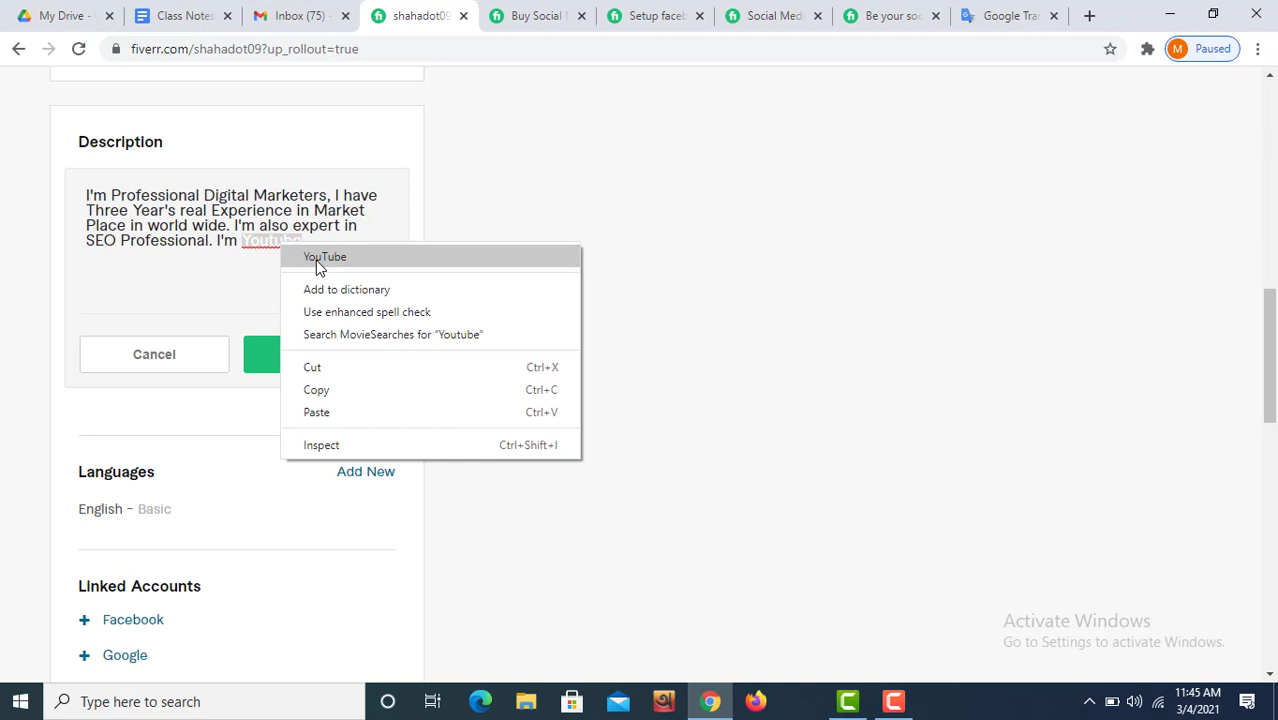 My Drive -
Class Notes
Inbox (75) -
shahadot09
Buy Social
Setup faceb
Social Medi
Be your soc
Google Tran
fiverr.com/shahadot09?up_rollout=true
M
Paused
Description
I'm Professional Digital Marketers, I have
Three Year's real Experience in Market
Place in world wide. I'm also expert in
SEO Professional. I'm Youtube
YouTube
Add to dictionary
Use enhanced spell check
Search MovieSearches for "Youtube"
Cut Ctrl+X
Copy Ctrl+C
Paste Ctrl+V
Inspect Ctrl+Shift+I
Cancel
Languages Add New
English - Basic
Linked Accounts
+ Facebook
+ Google
Activate Windows
Go to Settings to activate Windows.
Type here to search
11:45 AM
3/4/2021